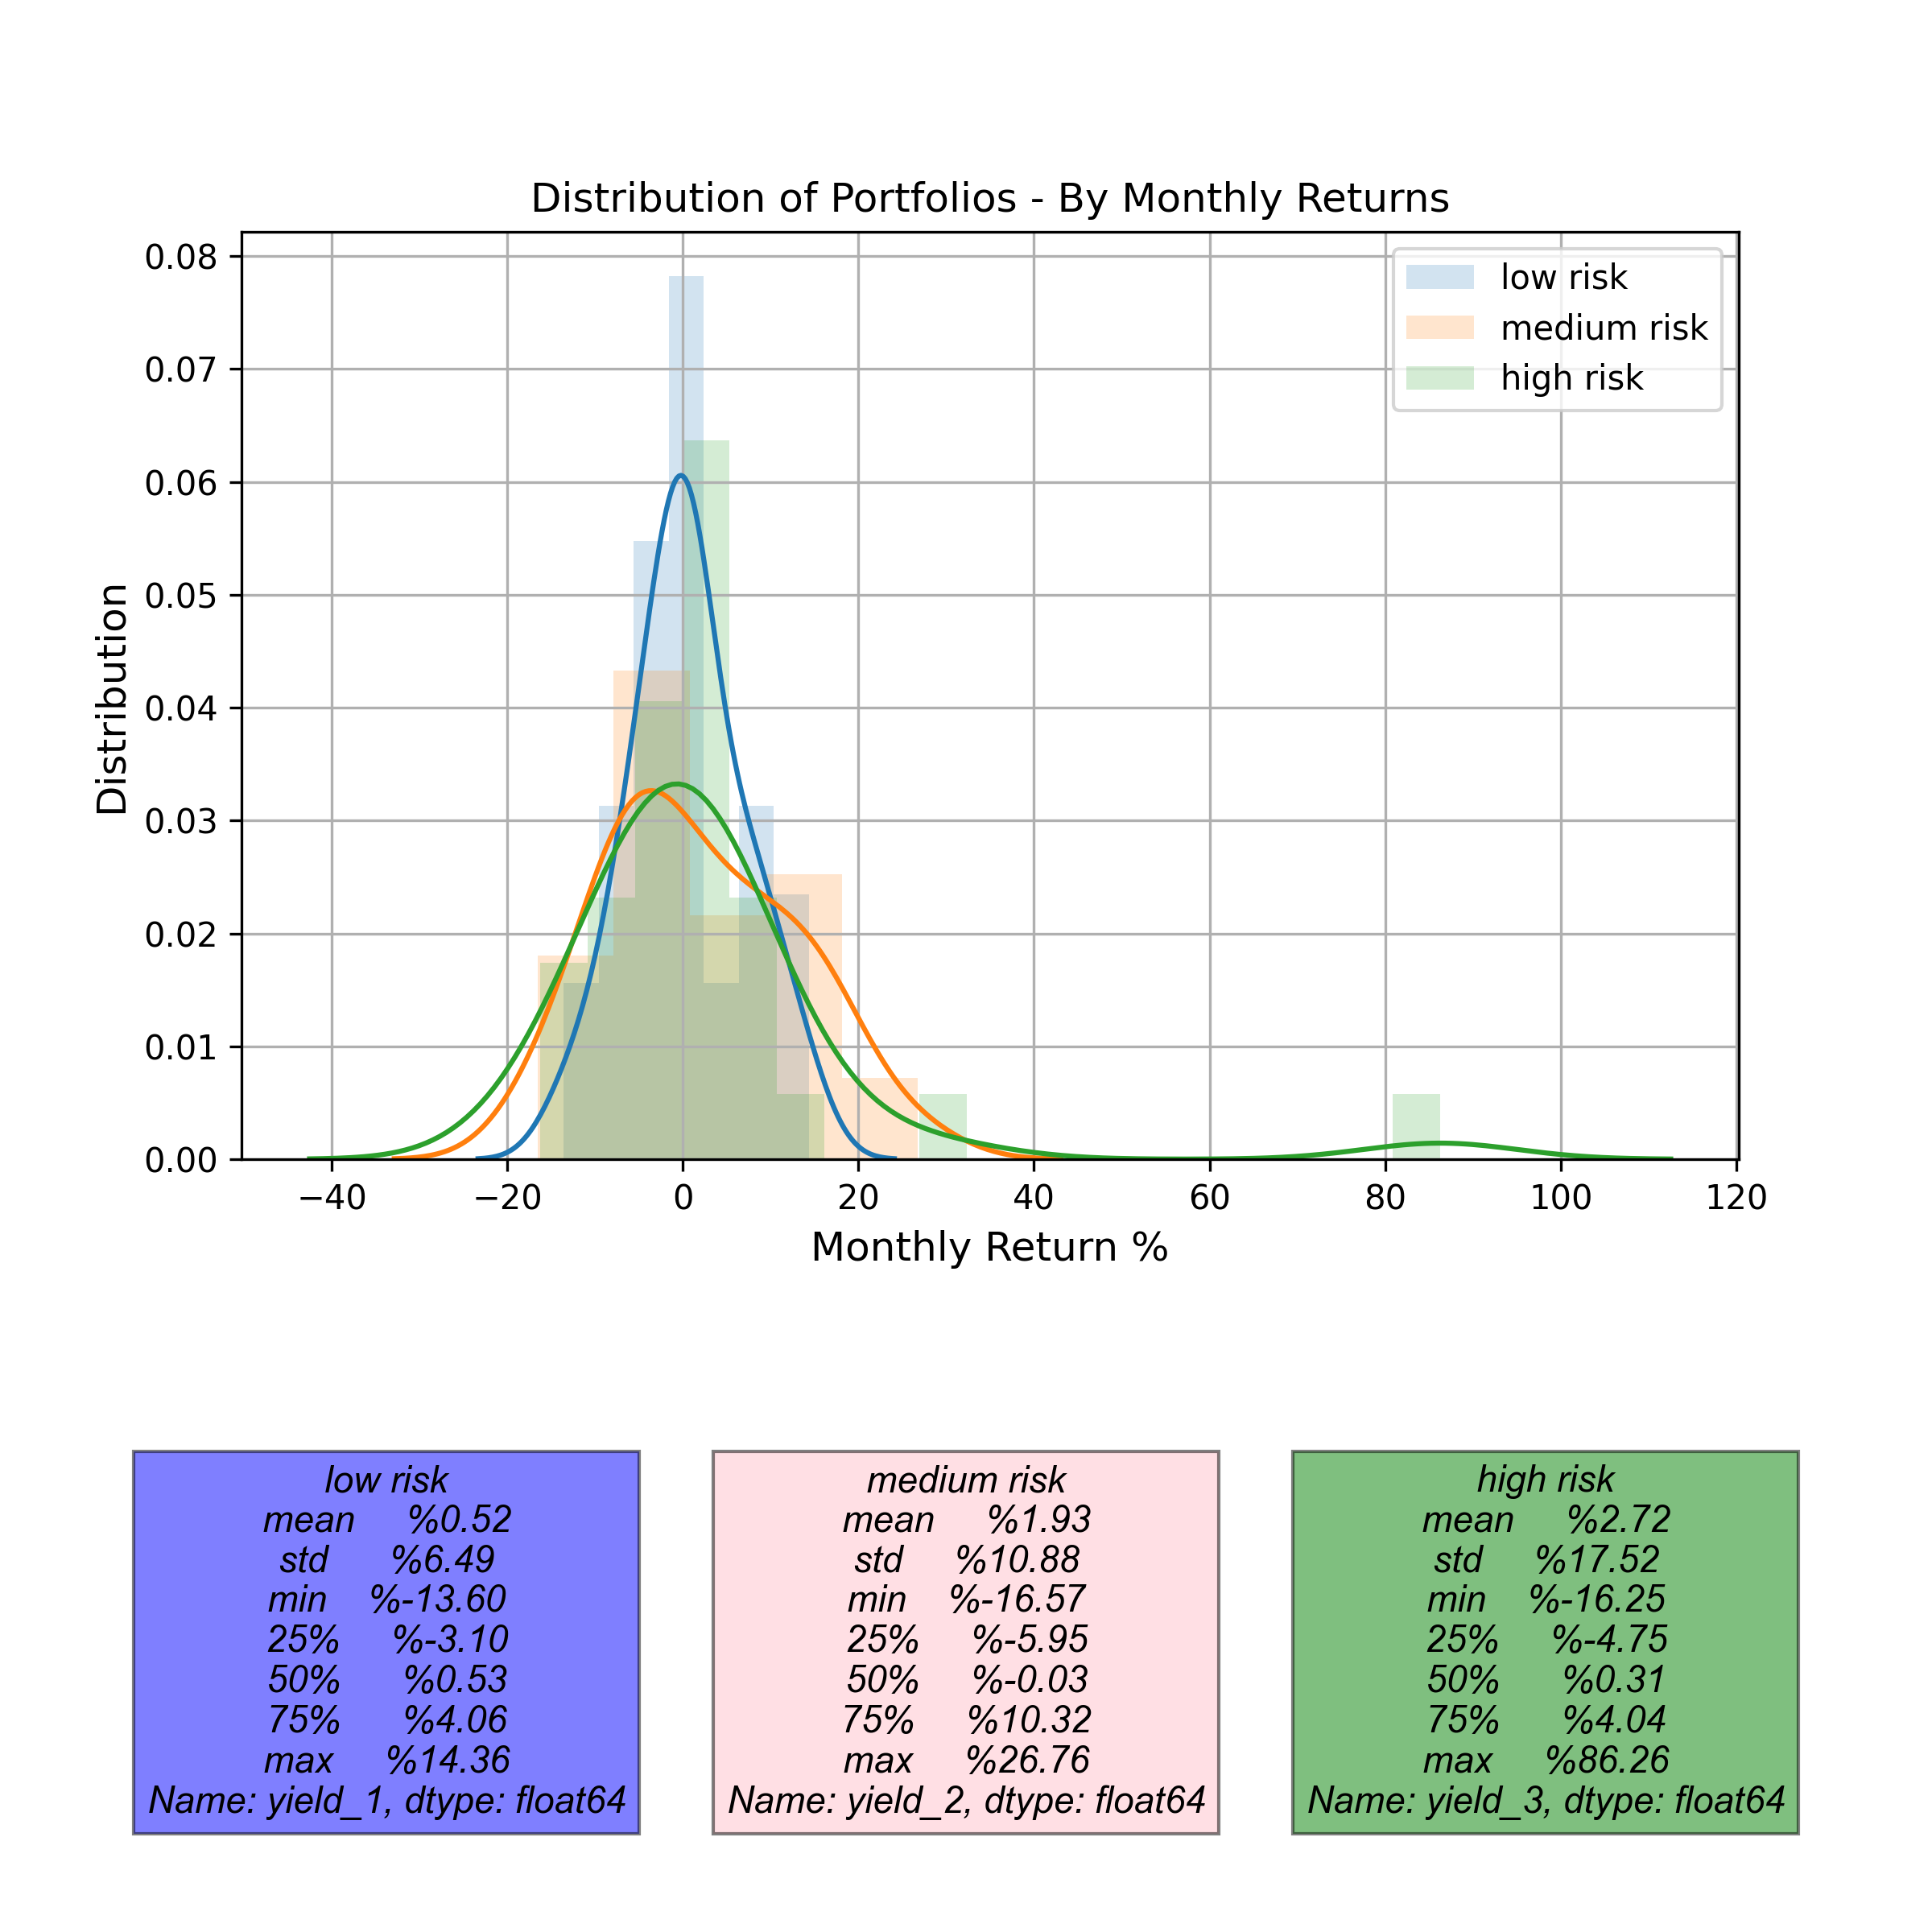 Distribution of Portfolios - By Monthly Returns
0.08
0.07
0.06
0.05
0.04
0.03
0.02
0.01
0.00
Distribution
low risk
medium risk
high risk
−40 −20 0 20 40 60 80 100 120
Monthly Return %
low risk
mean %0.52
std %6.49
min %-13.60
25% %-3.10
50% %0.53
75% %4.06
max %14.36
Name: yield_1, dtype: float64
medium risk
mean %1.93
std %10.88
min %-16.57
25% %-5.95
50% %-0.03
75% %10.32
max %26.76
Name: yield_2, dtype: float64
high risk
mean %2.72
std %17.52
min %-16.25
25% %-4.75
50% %0.31
75% %4.04
max %86.26
Name: yield_3, dtype: float64